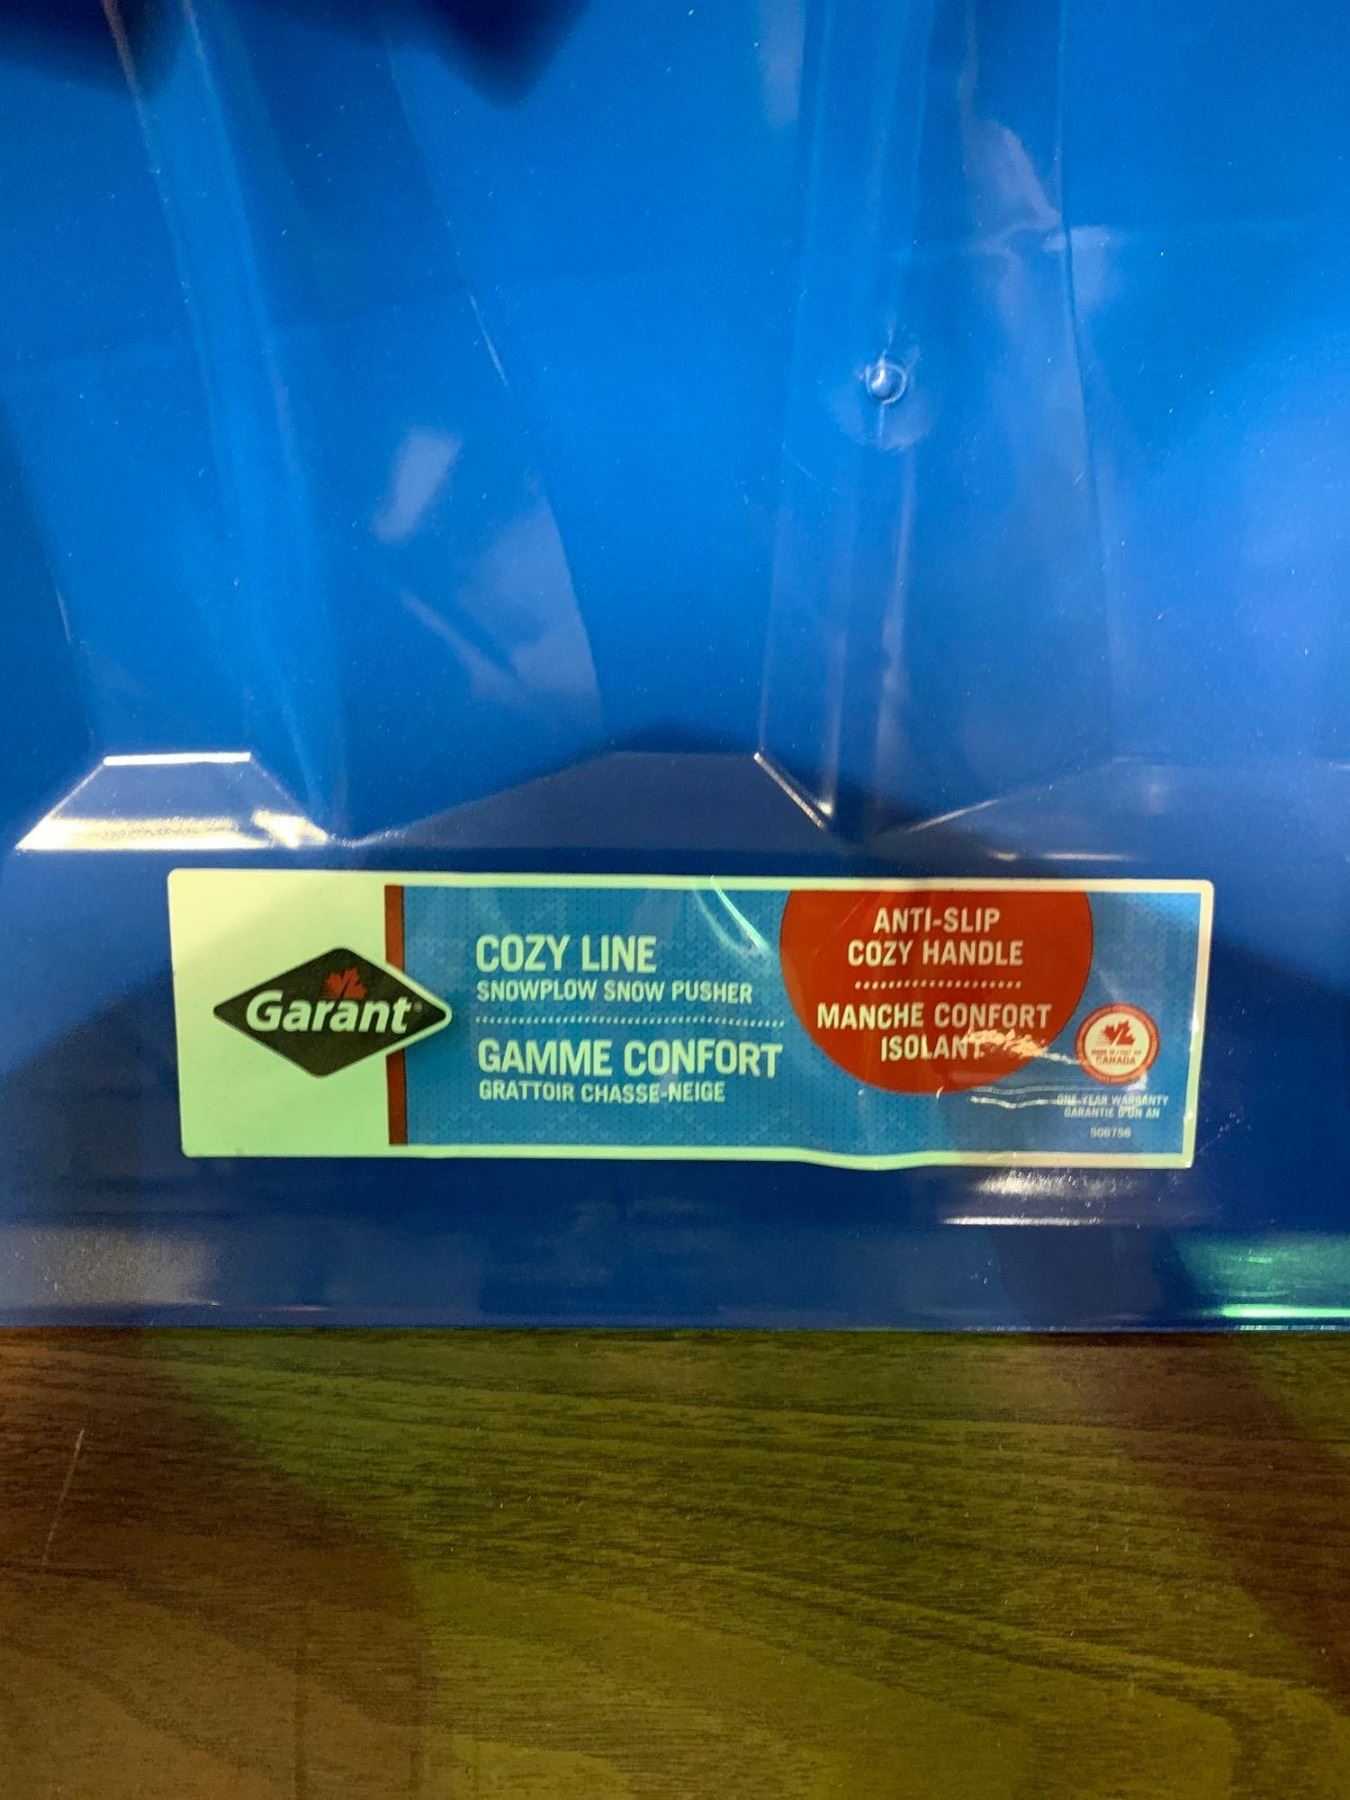 Garant
COZY LINE
SNOWPLOW SNOW PUSHER
GAMME CONFORT
GRATTOIR CHASSE-NEIGE
ANTI-SLIP
COZY HANDLE
MANCHE CONFORT
ISOLANT
CANADA
ONE-YEAR WARRANTY
GARANTIE D'UN AN